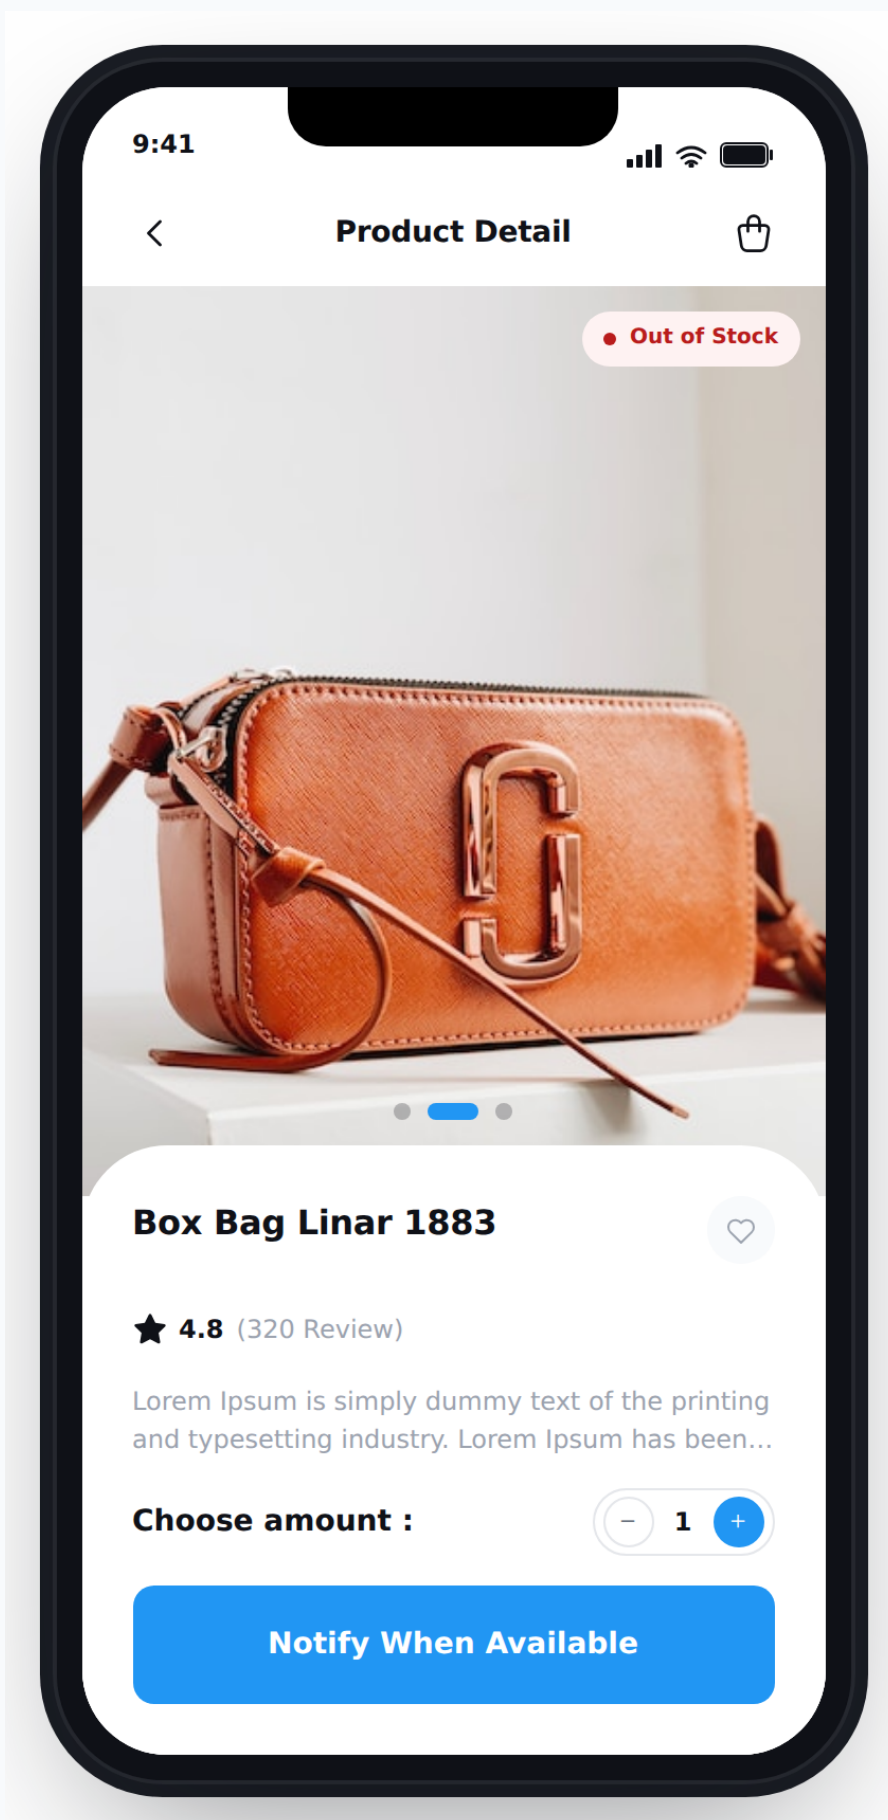 9:41
Product Detail
Out of Stock
Box Bag Linar 1883
4.8 (320 Review)
Lorem Ipsum is simply dummy text of the printing
and typesetting industry. Lorem Ipsum has been...
Choose amount :
− 1 +
Notify When Available